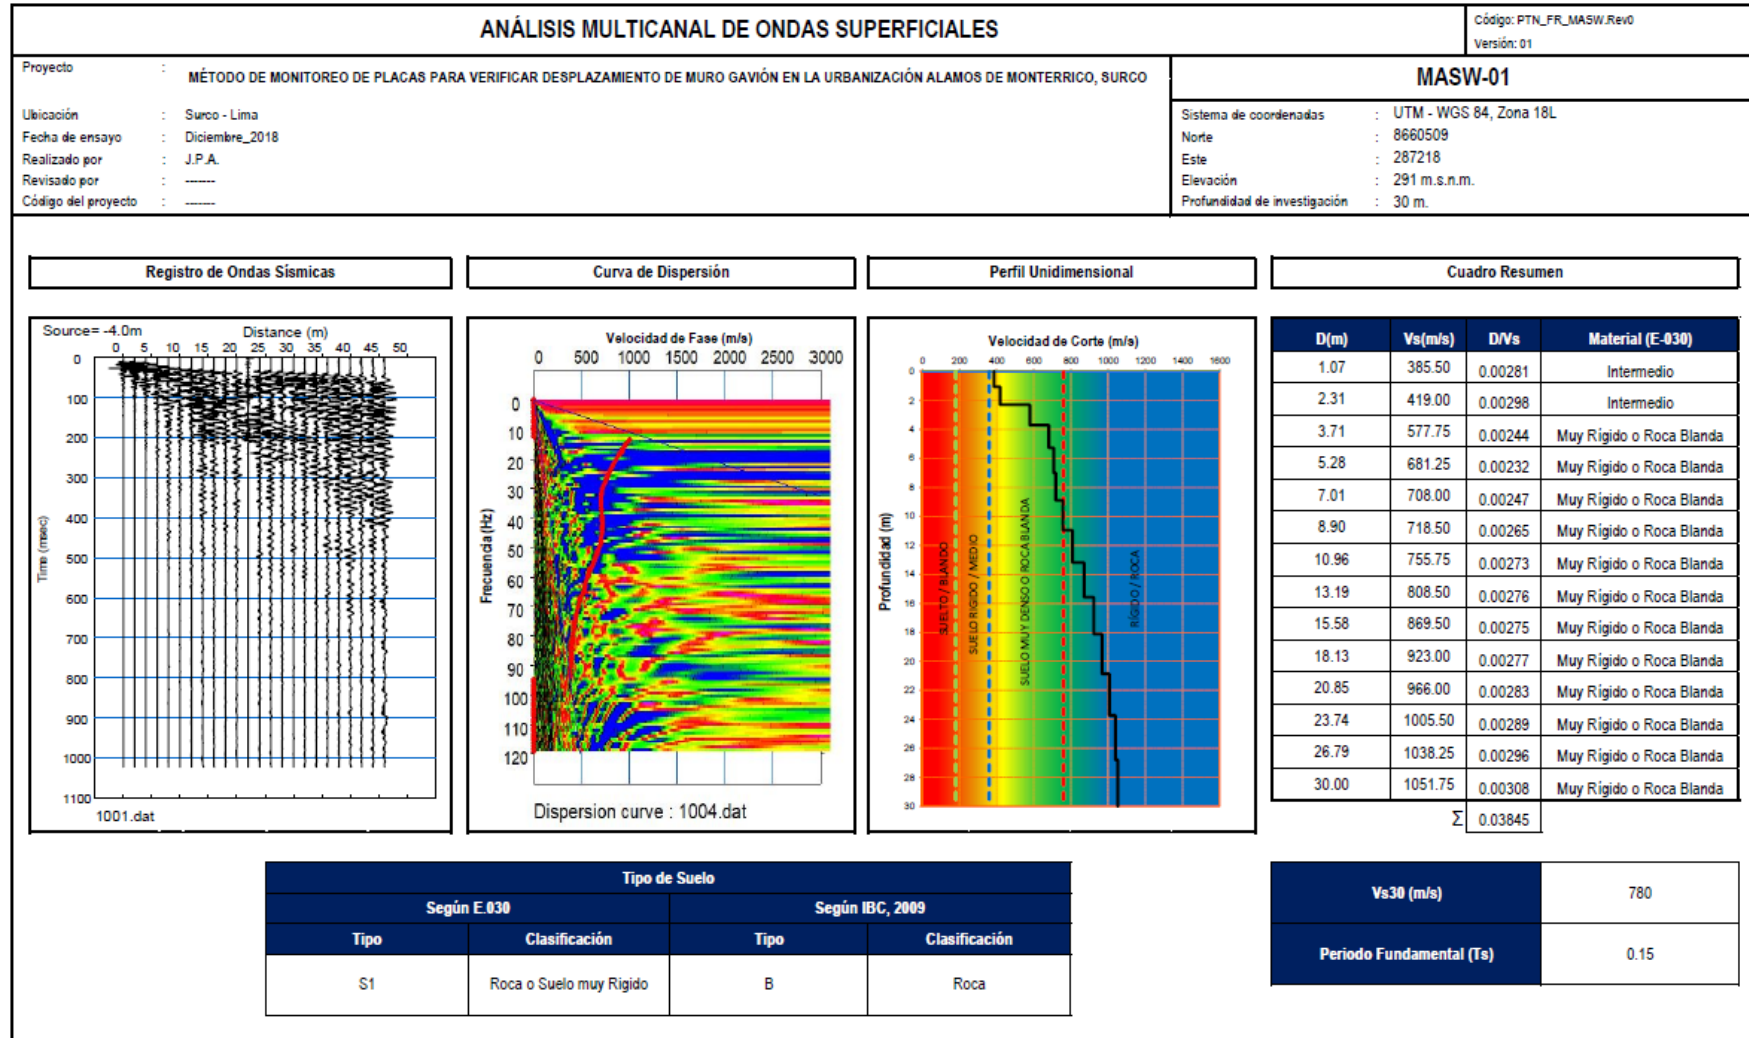 ANÁLISIS MULTICANAL DE ONDAS SUPERFICIALES
Código: PTN_FR_MASW.Rev0
Versión: 01
Proyecto : MÉTODO DE MONITOREO DE PLACAS PARA VERIFICAR DESPLAZAMIENTO DE MURO GAVIÓN EN LA URBANIZACIÓN ALAMOS DE MONTERRICO, SURCO
Ubicación : Surco - Lima
Fecha de ensayo : Diciembre_2018
Realizado por : J.P.A.
Revisado por : -------
Código del proyecto : -------
MASW-01
Sistema de coordenadas : UTM - WGS 84, Zona 18L
Norte : 8660509
Este : 287218
Elevación : 291 m.s.n.m.
Profundidad de investigación : 30 m.
Registro de Ondas Sísmicas
Source= -4.0m
Distance (m)
0 5 10 15 20 25 30 35 40 45 50
Time (msec)
0
100
200
300
400
500
600
700
800
900
1000
1100
1001.dat
Curva de Dispersión
Velocidad de Fase (m/s)
0 500 1000 1500 2000 2500 3000
Frecuencia (Hz)
0
10
20
30
40
50
60
70
80
90
100
110
120
Dispersion curve : 1004.dat
Perfil Unidimensional
Velocidad de Corte (m/s)
0 200 400 600 800 1000 1200 1400 1600
Profundidad (m)
0
2
4
6
8
10
12
14
16
18
20
22
24
26
28
30
SUELTO / BLANDO
SUELO RIGIDO / MEDIO
SUELO MUY DENSO O ROCA BLANDA
RÍGIDO / ROCA
Cuadro Resumen
D(m) Vs(m/s) D/Vs Material (E-030)
1.07 385.50 0.00281 Intermedio
2.31 419.00 0.00298 Intermedio
3.71 577.75 0.00244 Muy Rígido o Roca Blanda
5.28 681.25 0.00232 Muy Rígido o Roca Blanda
7.01 708.00 0.00247 Muy Rígido o Roca Blanda
8.90 718.50 0.00265 Muy Rígido o Roca Blanda
10.96 755.75 0.00273 Muy Rígido o Roca Blanda
13.19 808.50 0.00276 Muy Rígido o Roca Blanda
15.58 869.50 0.00275 Muy Rígido o Roca Blanda
18.13 923.00 0.00277 Muy Rígido o Roca Blanda
20.85 966.00 0.00283 Muy Rígido o Roca Blanda
23.74 1005.50 0.00289 Muy Rígido o Roca Blanda
26.79 1038.25 0.00296 Muy Rígido o Roca Blanda
30.00 1051.75 0.00308 Muy Rígido o Roca Blanda
Σ 0.03845
Tipo de Suelo
Según E.030 Según IBC, 2009
Tipo Clasificación Tipo Clasificación
S1 Roca o Suelo muy Rigido B Roca
Vs30 (m/s) 780
Periodo Fundamental (Ts) 0.15